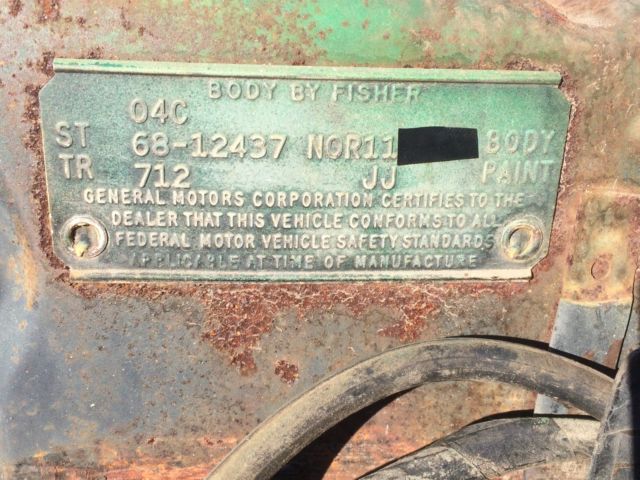 BODY BY FISHER
04C
ST 68-12437 NOR11 BODY
TR 712 JJ PAINT
GENERAL MOTORS CORPORATION CERTIFIES TO THE
DEALER THAT THIS VEHICLE CONFORMS TO ALL
FEDERAL MOTOR VEHICLE SAFETY STANDARDS
APPLICABLE AT TIME OF MANUFACTURE